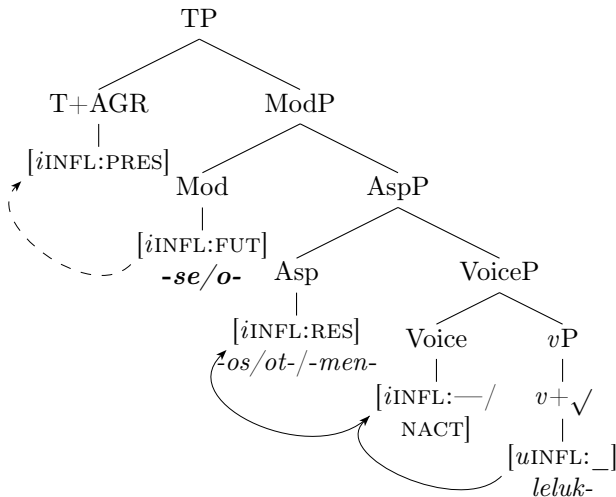 TP
T+AGR ModP
[iINFL:PRES] Mod AspP
[iINFL:FUT] Asp VoiceP
-se/o-
[iINFL:RES] Voice vP
-os/ot-/-men-
[iINFL:—/ v+√
NACT]
[uINFL:_]
leluk-